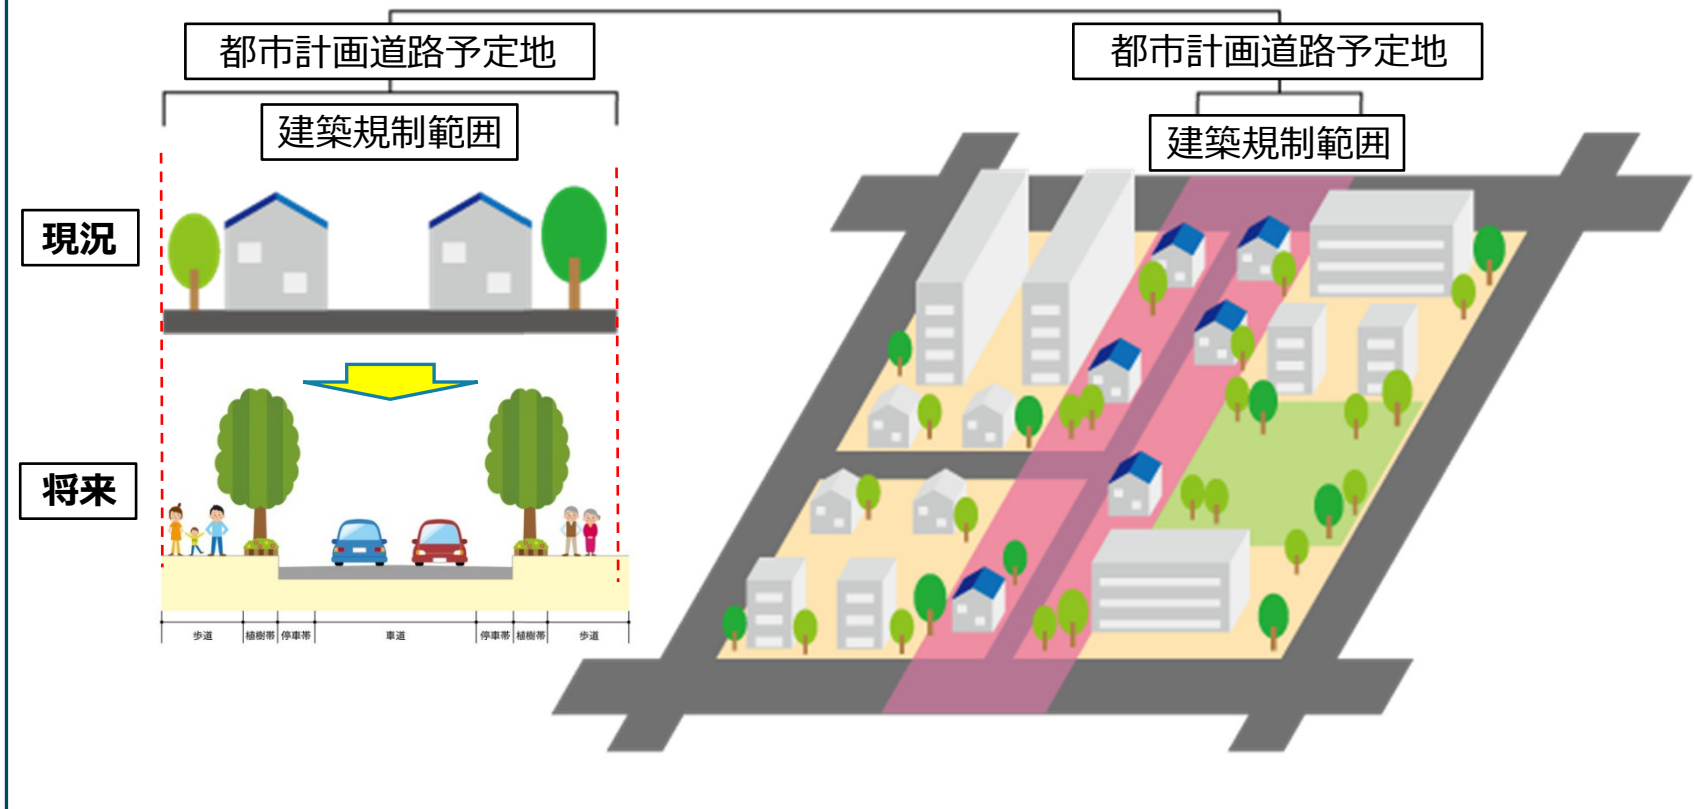 都市計画道路予定地
建築規制範囲
現況
将来
歩道
植樹帯
停車帯
車道
停車帯
植樹帯
歩道
都市計画道路予定地
建築規制範囲